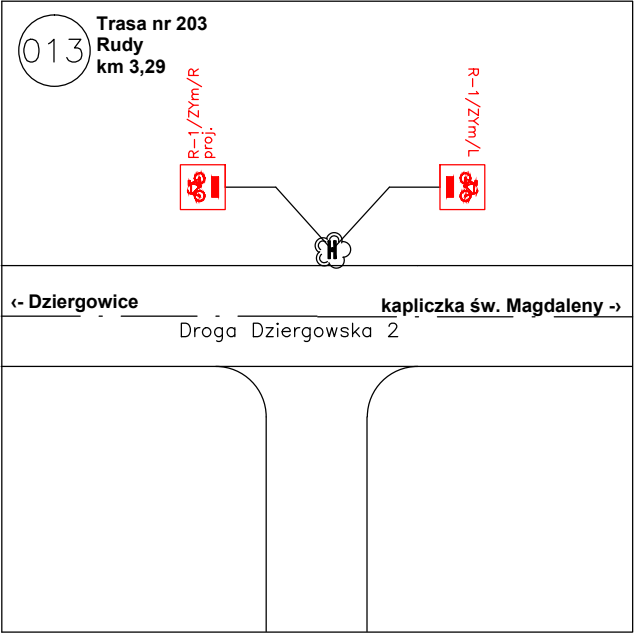 013
Trasa nr 203
Rudy
km 3,29
R-1/ZYm/R
proj.
R-1/ZYm/L
H
<- Dziergowice
kapliczka św. Magdaleny ->
Droga Dziergowska 2